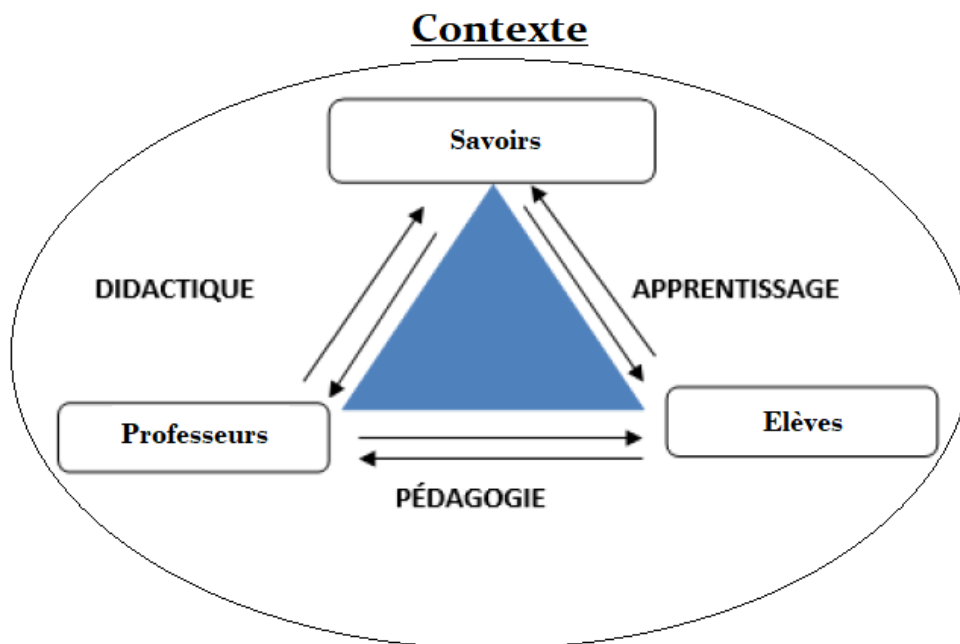 Contexte
Savoirs
DIDACTIQUE
APPRENTISSAGE
Professeurs
Elèves
PÉDAGOGIE